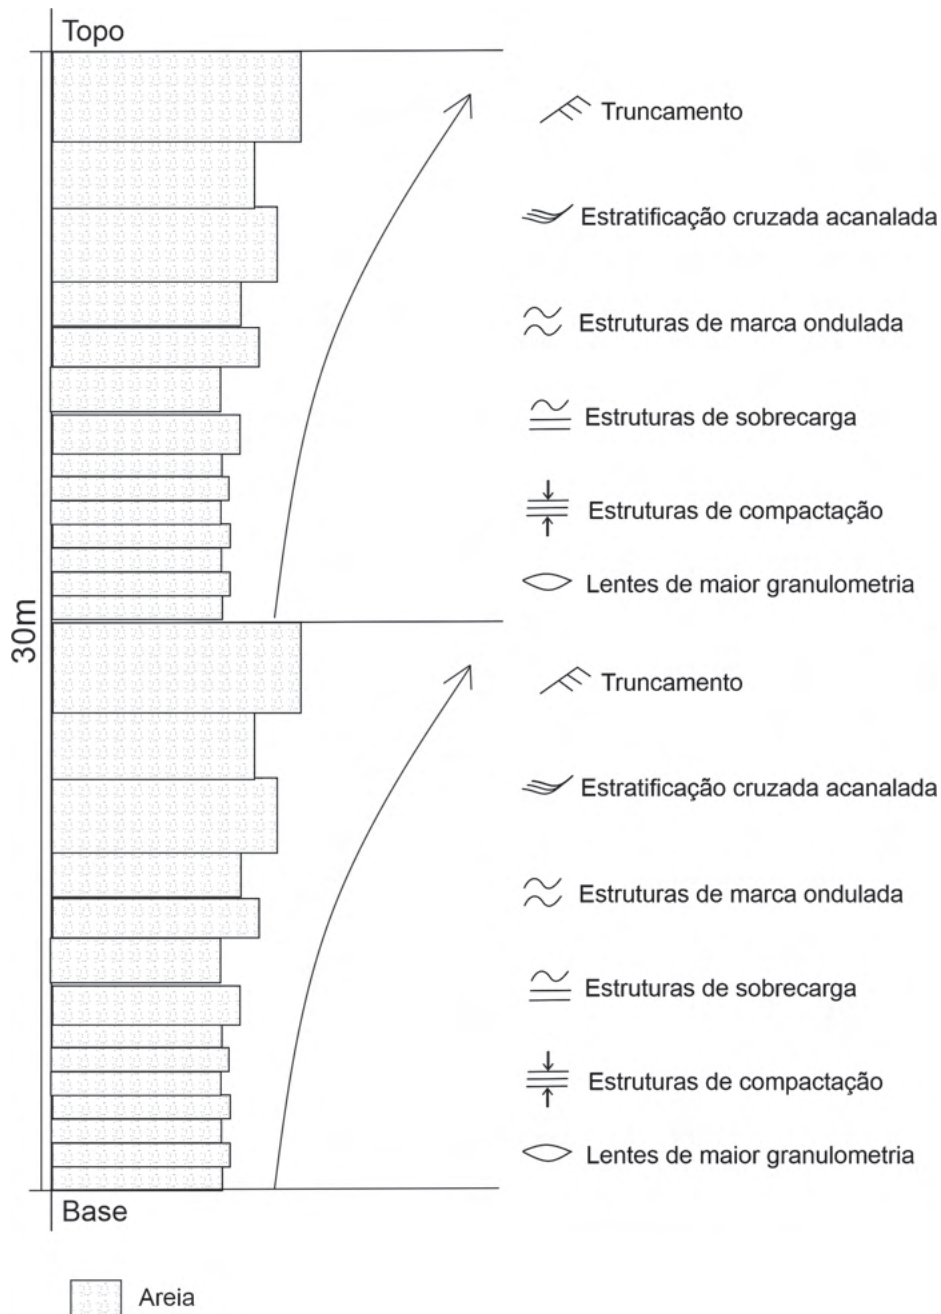 Topo
Truncamento
Estratificação cruzada acanalada
Estruturas de marca ondulada
Estruturas de sobrecarga
Estruturas de compactação
Lentes de maior granulometria
30m
Truncamento
Estratificação cruzada acanalada
Estruturas de marca ondulada
Estruturas de sobrecarga
Estruturas de compactação
Lentes de maior granulometria
Base
Areia